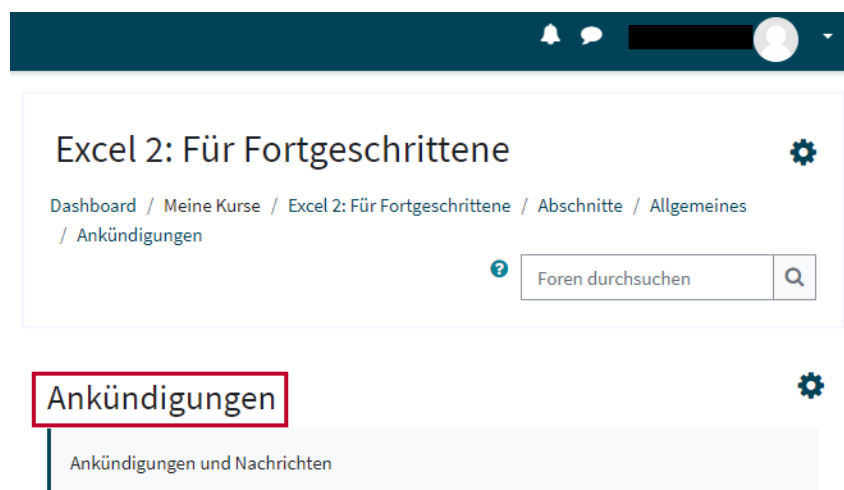 Excel 2: Für Fortgeschrittene
Dashboard / Meine Kurse / Excel 2: Für Fortgeschrittene / Abschnitte / Allgemeines
/ Ankündigungen
Foren durchsuchen
Ankündigungen
Ankündigungen und Nachrichten